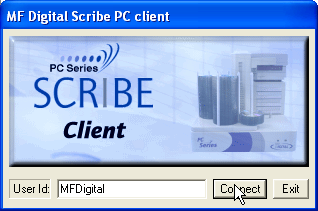 MF Digital Scribe PC client
PC Series
SCRIBE
Client
PC
Series
User Id: MFDigital Connect Exit